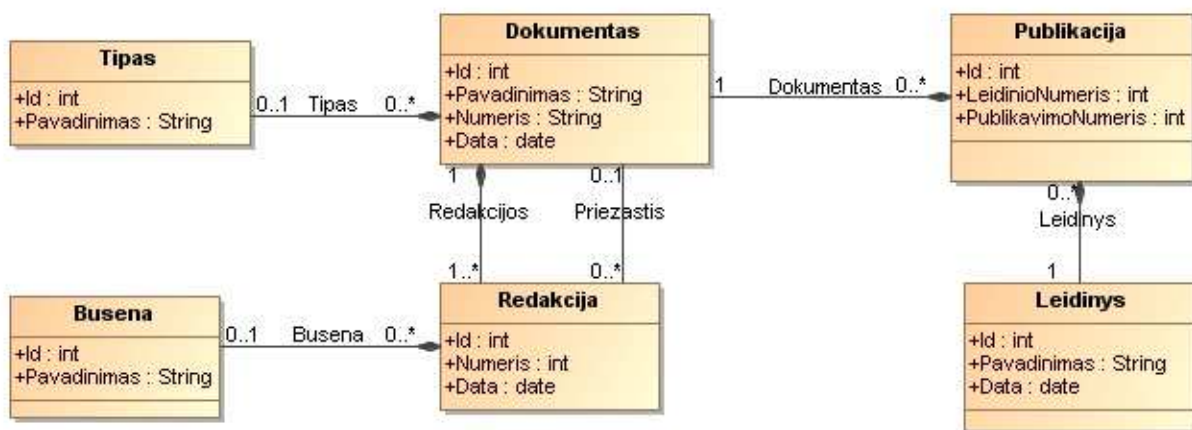 Tipas
+Id : int
+Pavadinimas : String
0..1 Tipas 0..*
Dokumentas
+Id : int
+Pavadinimas : String
+Numeris : String
+Data : date
1 Dokumentas 0..*
Publikacija
+Id : int
+LeidinioNumeris : int
+PublikavimoNumeris : int
1 0..1
Redakcijos Priezastis
1..* 0..*
0..*
Leidinys
1
Busena
+Id : int
+Pavadinimas : String
0..1 Busena 0..*
Redakcija
+Id : int
+Numeris : int
+Data : date
Leidinys
+Id : int
+Pavadinimas : String
+Data : date